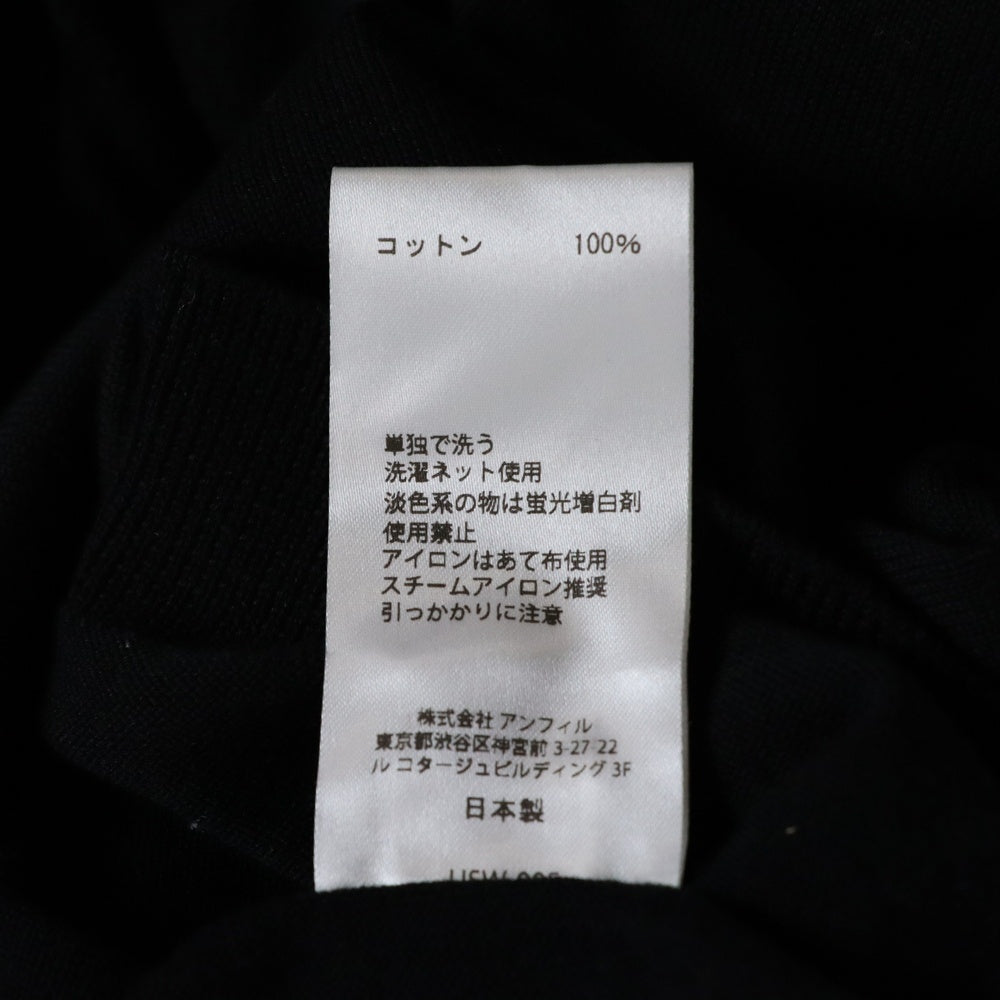 コットン 100%
単独で洗う
洗濯ネット使用
淡色系の物は蛍光増白剤
使用禁止
アイロンはあて布使用
スチームアイロン推奨
引っかかりに注意
株式会社 アンフィル
東京都渋谷区神宮前 3-27-22
ル コタージュビルディング 3F
日本製